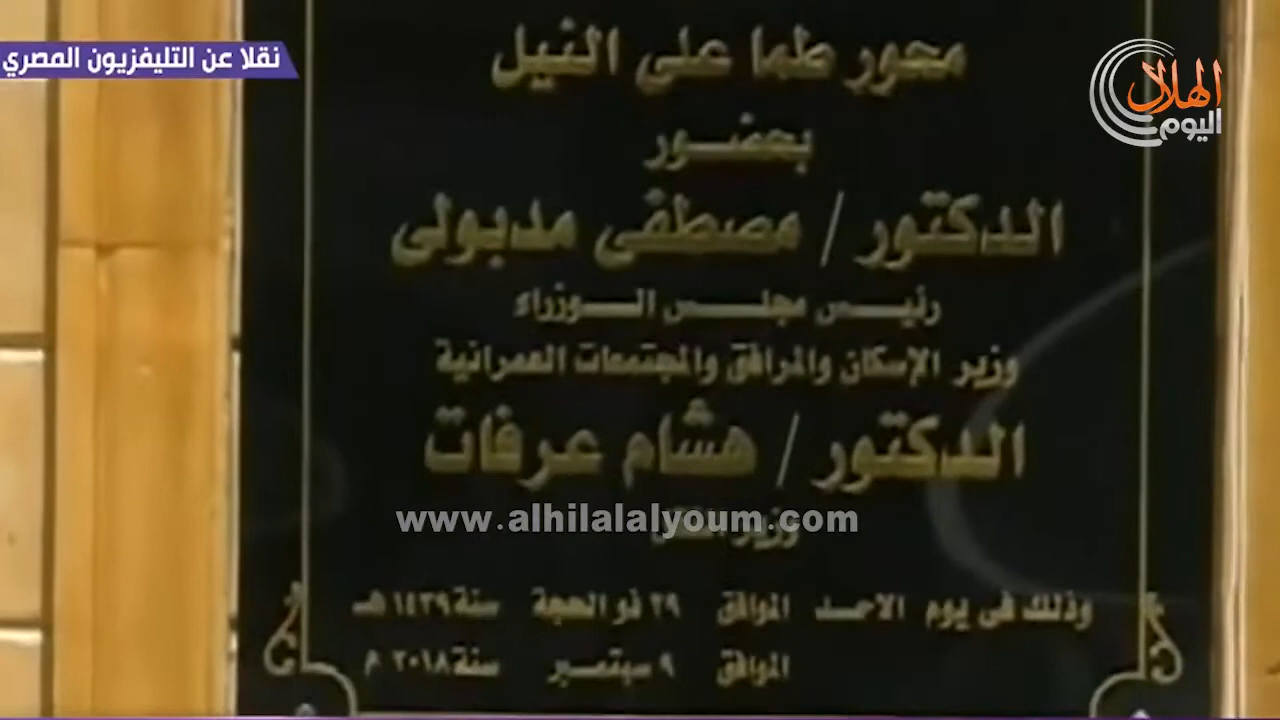 نقلا عن التليفزيون المصري
الهلال
اليوم
محور طما على النيل
بحضور
الدكتور / مصطفى مدبولى
رئيس مجلس الوزراء
وزير الإسكان والمرافق والمجتمعات العمرانية
الدكتور / هشام عرفات
وزير النقل
www.alhilalalyoum.com
وذلك فى يوم الاحد الموافق ٢٩ ذو الحجة سنة ١٤٣٩ هـ
الموافق ٩ سبتمبر سنة ٢٠١٨ م